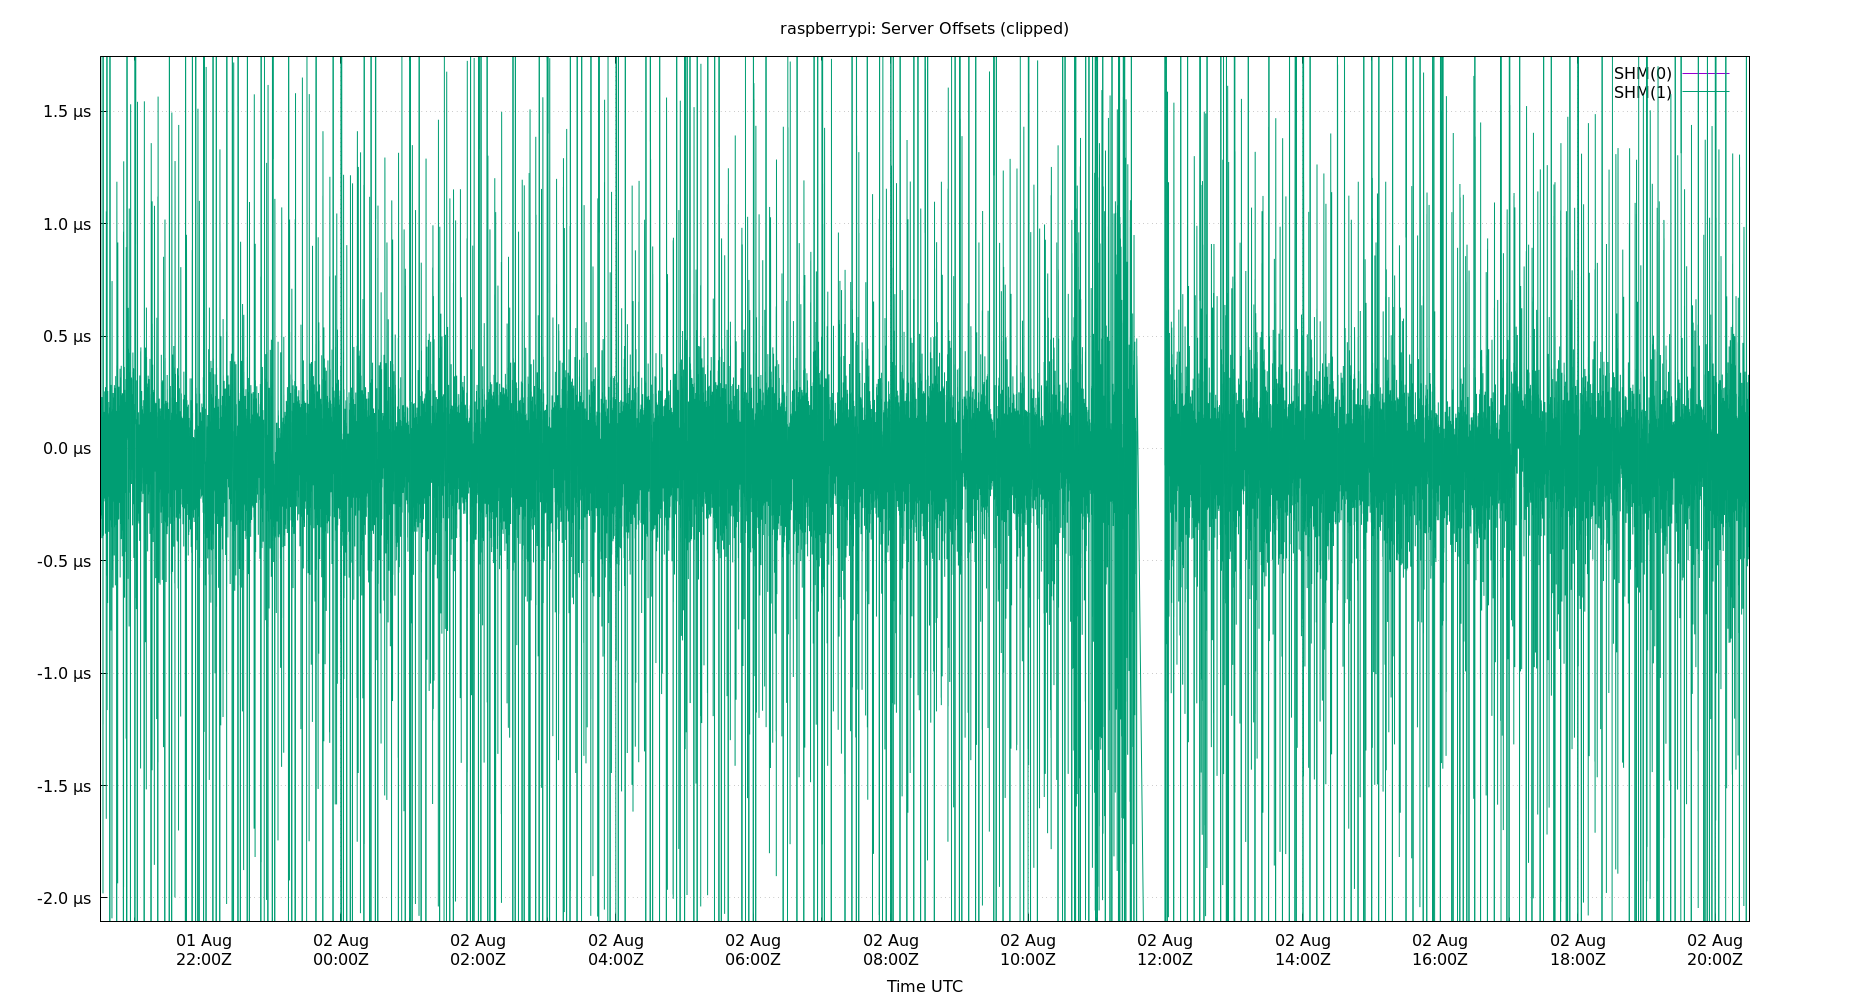 raspberrypi: Server Offsets (clipped)
SHM(0)
SHM(1)
1.5 µs
1.0 µs
0.5 µs
0.0 µs
-0.5 µs
-1.0 µs
-1.5 µs
-2.0 µs
01 Aug 02 Aug 02 Aug 02 Aug 02 Aug 02 Aug 02 Aug 02 Aug 02 Aug 02 Aug 02 Aug 02 Aug
22:00Z 00:00Z 02:00Z 04:00Z 06:00Z 08:00Z 10:00Z 12:00Z 14:00Z 16:00Z 18:00Z 20:00Z
Time UTC